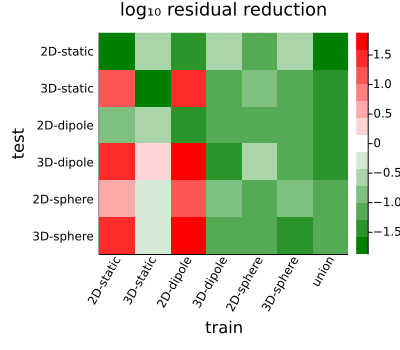 log₁₀ residual reduction
test
2D-static
3D-static
2D-dipole
3D-dipole
2D-sphere
3D-sphere
2D-static
3D-static
2D-dipole
3D-dipole
2D-sphere
3D-sphere
union
train
1.5
1.0
0.5
0
−0.5
−1.0
−1.5